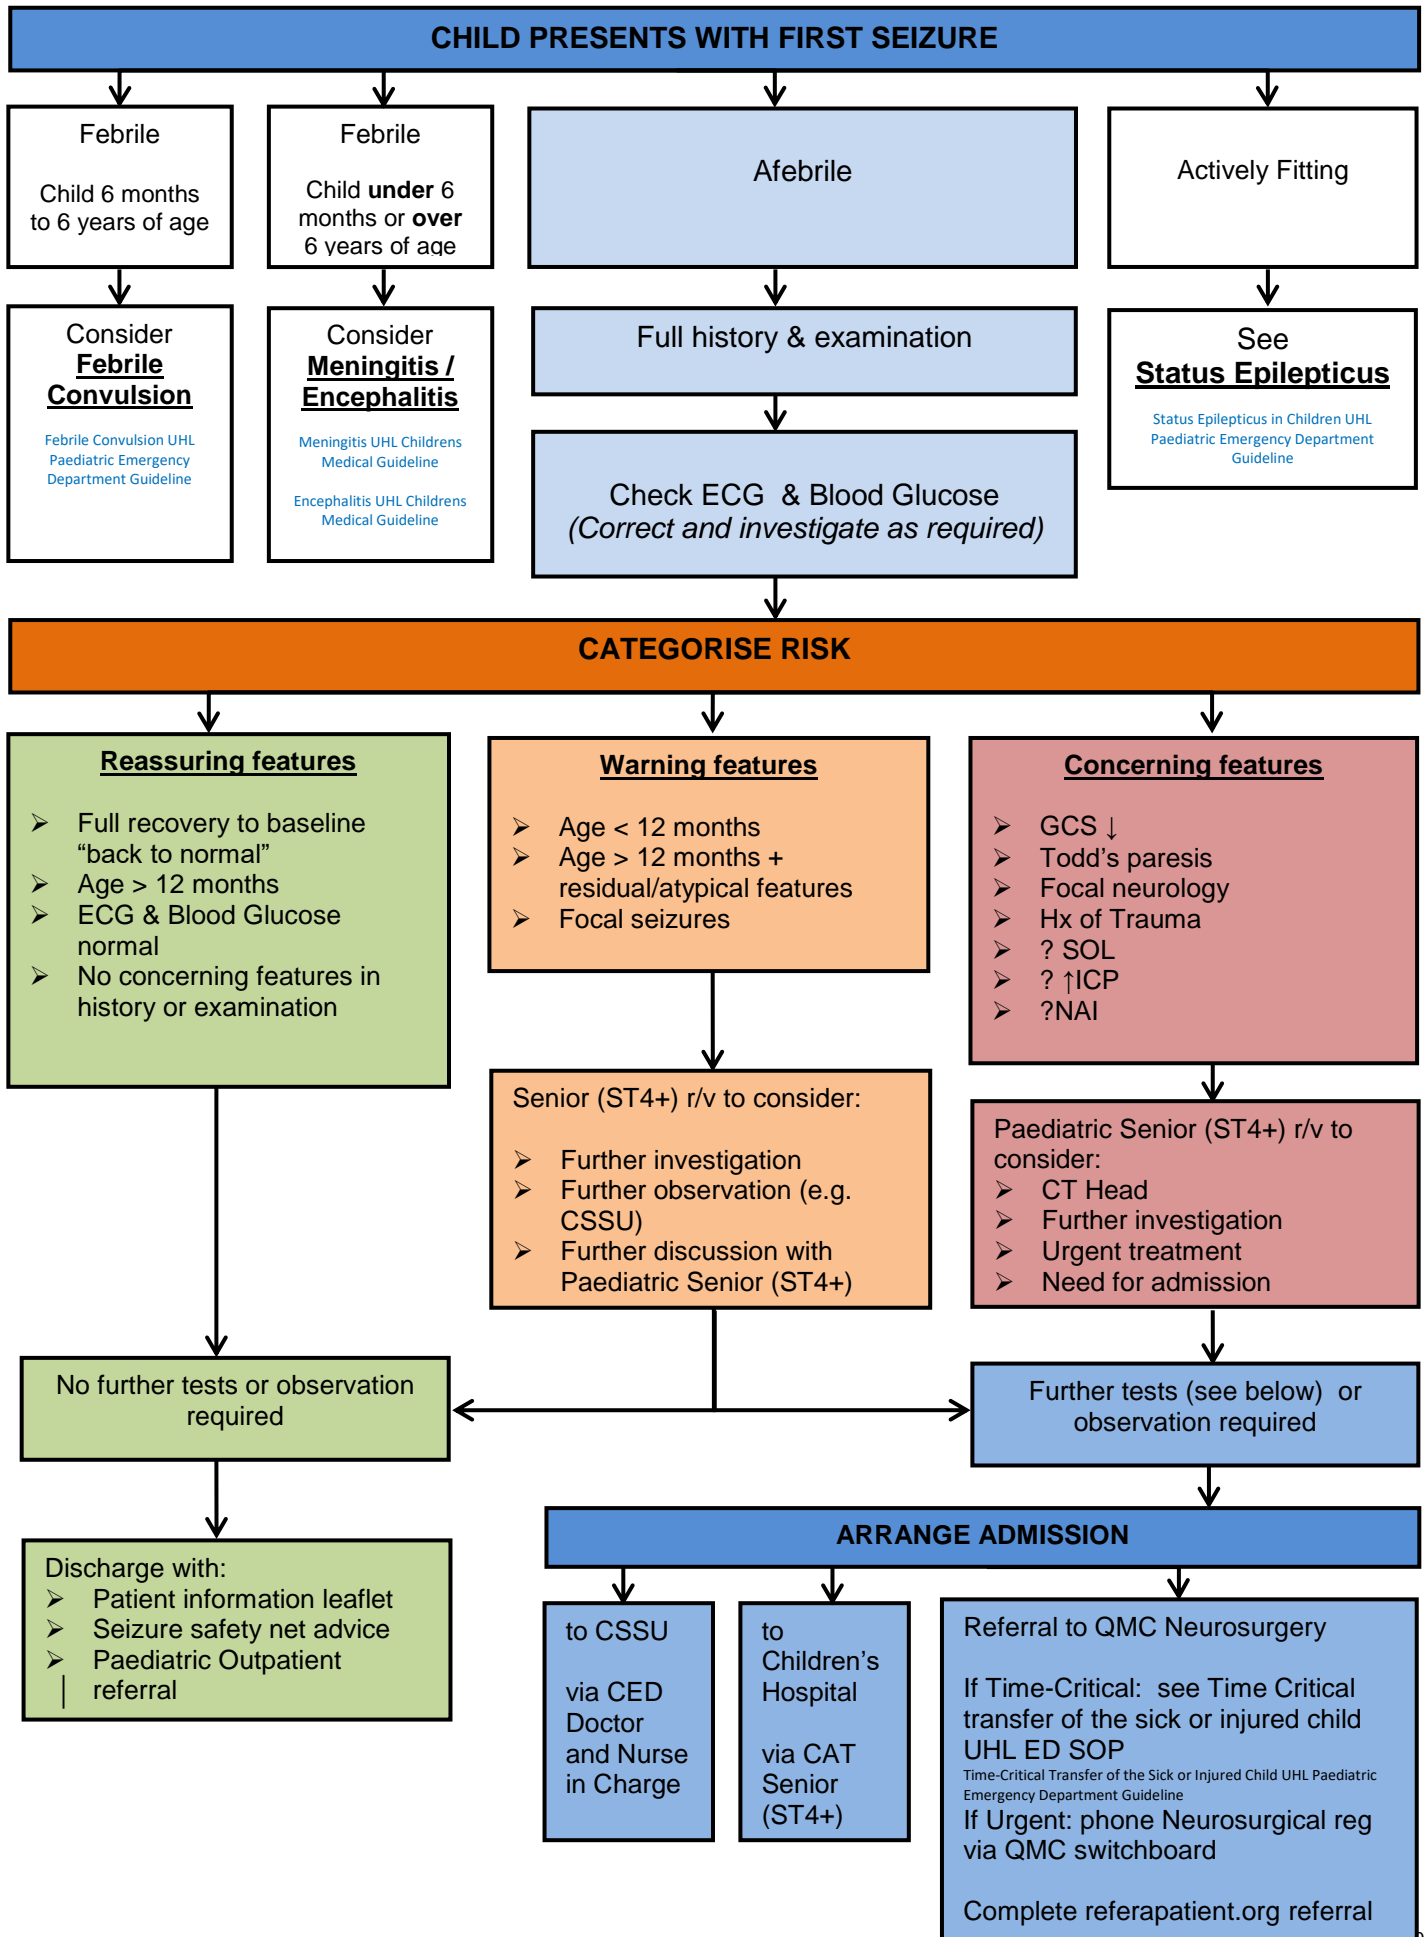 CHILD PRESENTS WITH FIRST SEIZURE
Febrile
Child 6 months
to 6 years of age
Febrile
Child under 6
months or over
6 years of age
Afebrile
Actively Fitting
Consider
Febrile
Convulsion
Febrile Convulsion UHL
Paediatric Emergency
Department Guideline
Consider
Meningitis /
Encephalitis
Meningitis UHL Childrens
Medical Guideline
Encephalitis UHL Childrens
Medical Guideline
Full history & examination
Check ECG & Blood Glucose
(Correct and investigate as required)
See
Status Epilepticus
Status Epilepticus in Children UHL
Paediatric Emergency Department
Guideline
CATEGORISE RISK
Reassuring features
➢ Full recovery to baseline
“back to normal”
➢ Age > 12 months
➢ ECG & Blood Glucose
normal
➢ No concerning features in
history or examination
Warning features
➢ Age < 12 months
➢ Age > 12 months +
residual/atypical features
➢ Focal seizures
Concerning features
➢ GCS ↓
➢ Todd’s paresis
➢ Focal neurology
➢ Hx of Trauma
➢ ? SOL
➢ ? ↑ICP
➢ ?NAI
Senior (ST4+) r/v to consider:
➢ Further investigation
➢ Further observation (e.g.
CSSU)
➢ Further discussion with
Paediatric Senior (ST4+)
Paediatric Senior (ST4+) r/v to
consider:
➢ CT Head
➢ Further investigation
➢ Urgent treatment
➢ Need for admission
No further tests or observation
required
Further tests (see below) or
observation required
Discharge with:
➢ Patient information leaflet
➢ Seizure safety net advice
➢ Paediatric Outpatient
referral
ARRANGE ADMISSION
to CSSU
via CED
Doctor
and Nurse
in Charge
to
Children’s
Hospital
via CAT
Senior
(ST4+)
Referral to QMC Neurosurgery
If Time-Critical: see Time Critical
transfer of the sick or injured child
UHL ED SOP
Time-Critical Transfer of the Sick or Injured Child UHL Paediatric
Emergency Department Guideline
If Urgent: phone Neurosurgical reg
via QMC switchboard
Complete referapatient.org referral